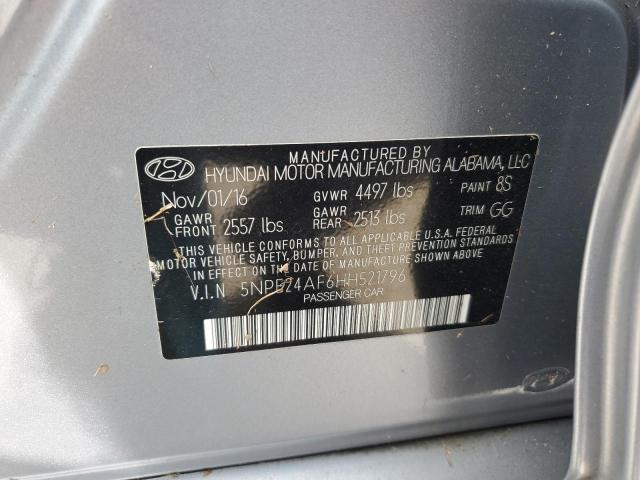 MANUFACTURED BY
HYUNDAI MOTOR MANUFACTURING ALABAMA, LLC
Nov/01/16 GVWR 4497 lbs PAINT 8S
GAWR FRONT 2557 lbs GAWR REAR 2513 lbs TRIM GG
THIS VEHICLE CONFORMS TO ALL APPLICABLE U.S.A FEDERAL
MOTOR VEHICLE SAFETY, BUMPER, AND THEFT PREVENTION STANDARDS
IN EFFECT ON THE DATE OF MANUFACTURE SHOWN ABOVE.
V.I.N 5NPE24AF6HH521796
PASSENGER CAR